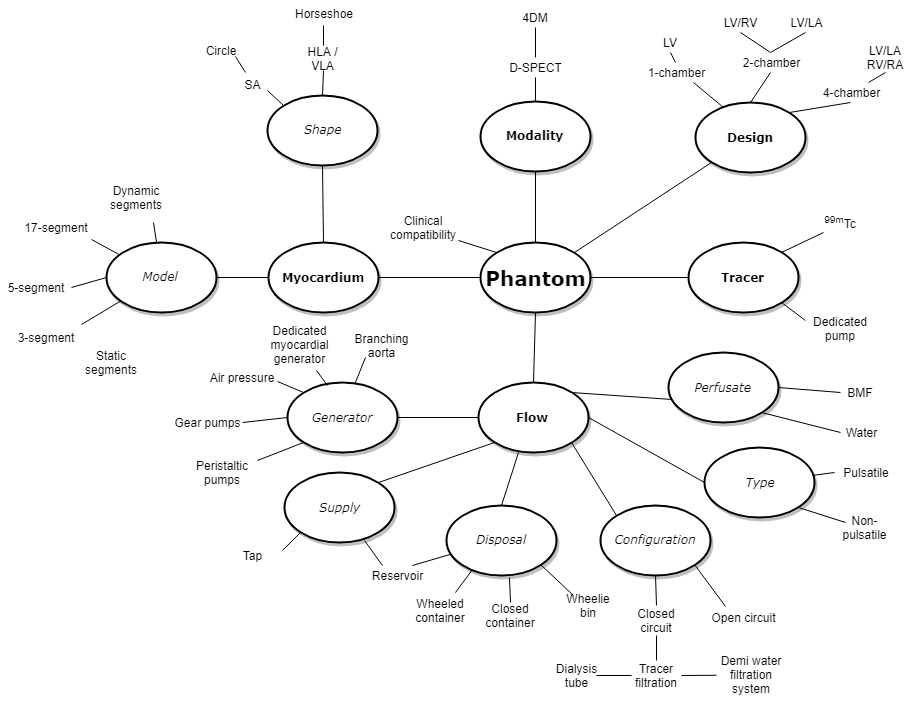 Horseshoe
4DM
LV/RV
LV/LA
Circle
HLA /
VLA
LV
LV/LA
RV/RA
D-SPECT
1-chamber
2-chamber
SA
4-chamber
Shape
Modality
Design
Dynamic
segments
17-segment
Clinical
compatibility
99mTc
5-segment
Model
Myocardium
Phantom
Tracer
3-segment
Static
segments
Dedicated
myocardial
generator
Branching
aorta
Dedicated
pump
Air pressure
Gear pumps
Generator
Flow
Perfusate
BMF
Water
Peristaltic
pumps
Type
Pulsatile
Supply
Non-
pulsatile
Tap
Disposal
Configuration
Reservoir
Wheeled
container
Closed
container
Wheelie
bin
Closed
circuit
Open circuit
Dialysis
tube
Tracer
filtration
Demi water
filtration
system